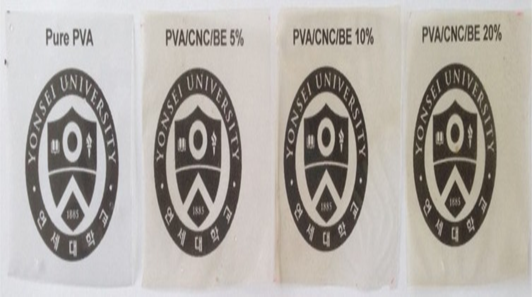 Pure PVA
YONSEI UNIVERSITY
1885
연세대학교
PVA/CNC/BE 5%
YONSEI UNIVERSITY
1885
연세대학교
PVA/CNC/BE 10%
YONSEI UNIVERSITY
1885
연세대학교
PVA/CNC/BE 20%
YONSEI UNIVERSITY
1885
연세대학교